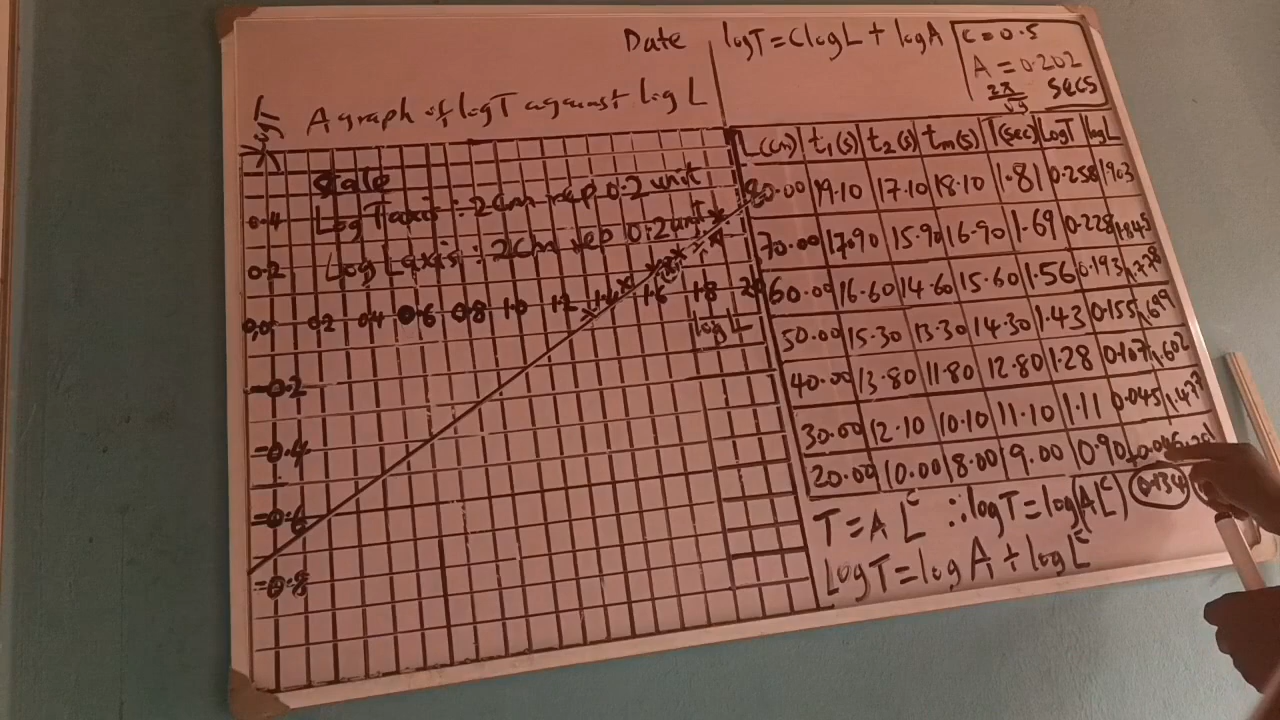 Date
logT = ClogL + logA
C = 0.5
A = 0.202
2π
√g
secs
A graph of logT against log L
logT
Scale
Log T axis : 2cm rep 0.2 unit
Log L axis : 2cm rep 0.2 unit
0.4
0.2
0.0 0.2 0.4 0.6 0.8 1.0 1.2 1.4 1.6 1.8 2.0
log L
-0.2
-0.4
-0.6
-0.8
L(cm) t₁(s) t₂(s) tm(s) T(sec) LogT logL
80.00 19.10 17.10 18.10 1.81 0.258 1.903
70.00 17.90 15.90 16.90 1.69 0.228 1.845
60.00 16.60 14.60 15.60 1.56 0.193 1.778
50.00 15.30 13.30 14.30 1.43 0.155 1.699
40.00 13.80 11.80 12.80 1.28 0.107 1.602
30.00 12.10 10.10 11.10 1.11 0.045 1.477
20.00 10.00 8.00 9.00 0.90
T = A L^c ∴ logT = log(A L^c)
LogT = log A + log L^c